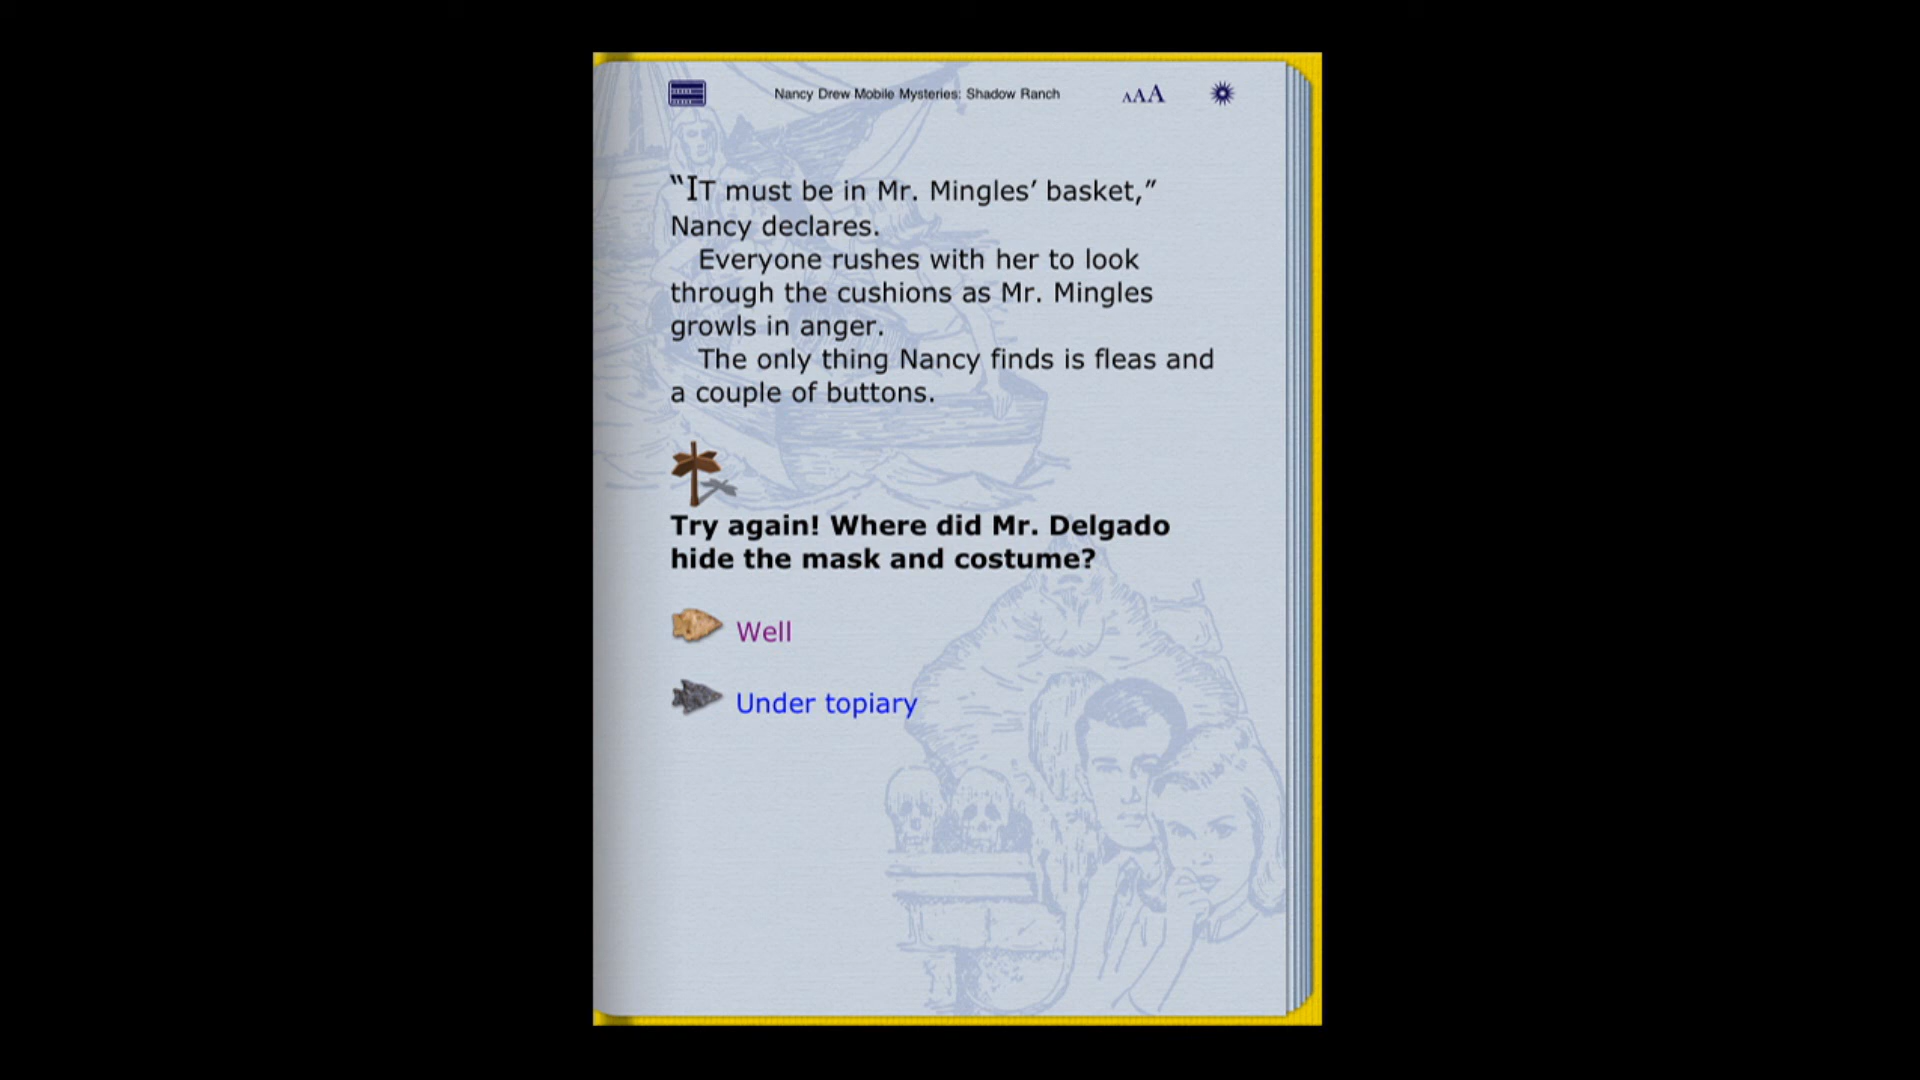 Nancy Drew Mobile Mysteries: Shadow Ranch
AAA
“IT must be in Mr. Mingles’ basket,”
Nancy declares.
Everyone rushes with her to look
through the cushions as Mr. Mingles
growls in anger.
The only thing Nancy finds is fleas and
a couple of buttons.
Try again! Where did Mr. Delgado
hide the mask and costume?
Well
Under topiary